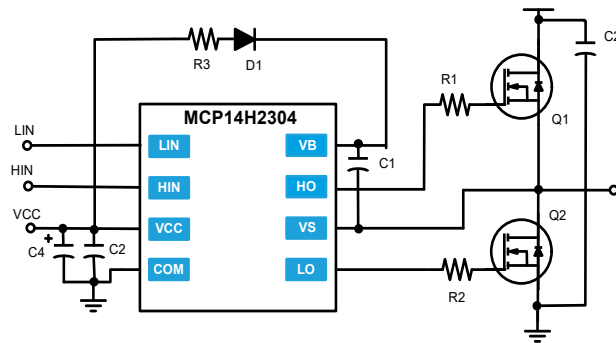 C2
R3
D1
R1
MCP14H2304
Q1
LIN
LIN
VB
C1
HIN
HIN
HO
VCC
VCC
VS
Q2
+
C4
C2
COM
LO
R2